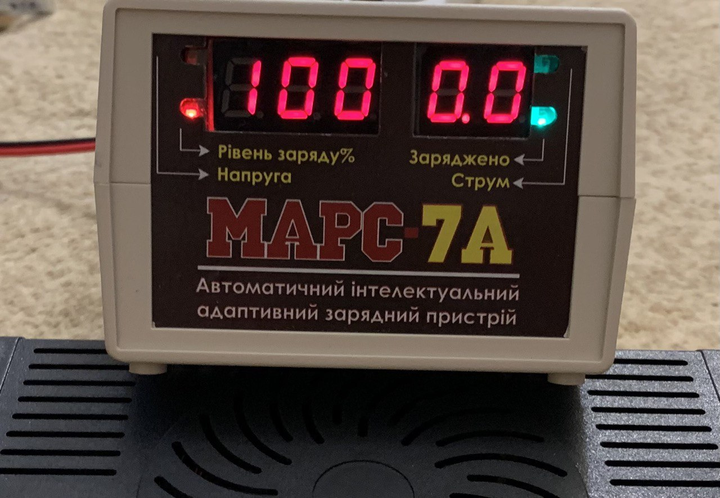 100 0.0
Рівень заряду% Заряджено
Напруга Струм
МАРС-7А
Автоматичний інтелектуальний
адаптивний зарядний пристрій